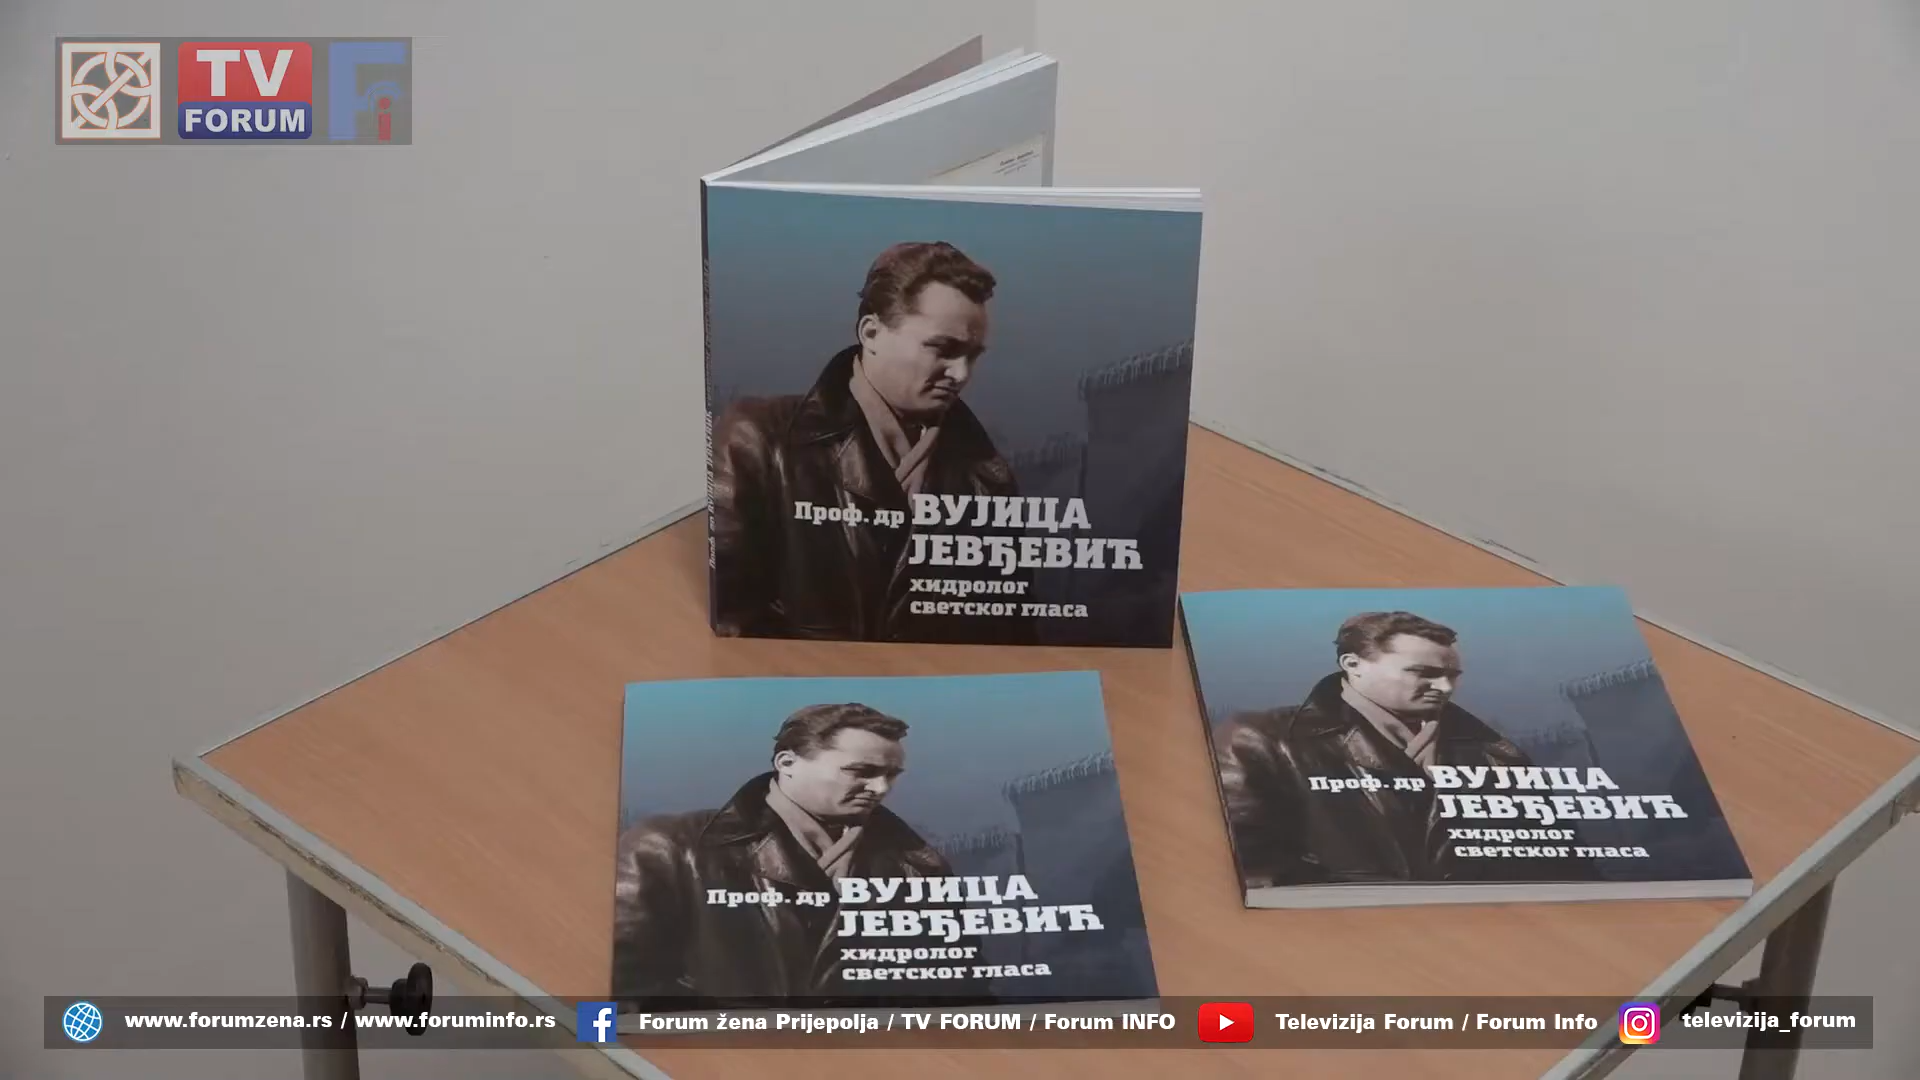 TV
FORUM
Fi
Проф. др ВУЈИЦА
ЈЕВЂЕВИЋ
хидролог
светског гласа
Проф. др ВУЈИЦА
ЈЕВЂЕВИЋ
хидролог
светског гласа
Проф. др ВУЈИЦА
ЈЕВЂЕВИЋ
хидролог
светског гласа
www.forumzena.rs / www.foruminfo.rs
Forum žena Prijepolja / TV FORUM / Forum INFO
Televizija Forum / Forum Info
televizija_forum